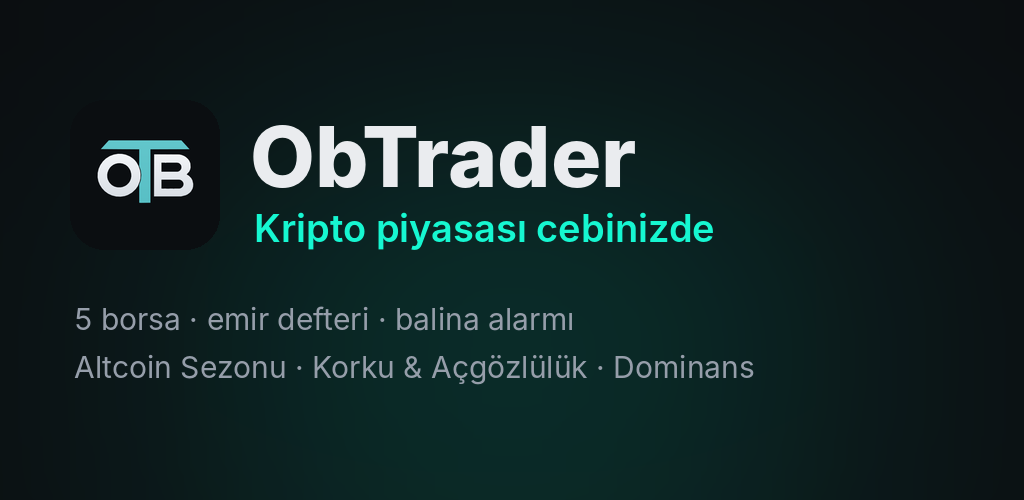 OTB
ObTrader
Kripto piyasası cebinizde
5 borsa · emir defteri · balina alarmı
Altcoin Sezonu · Korku & Açgözlülük · Dominans